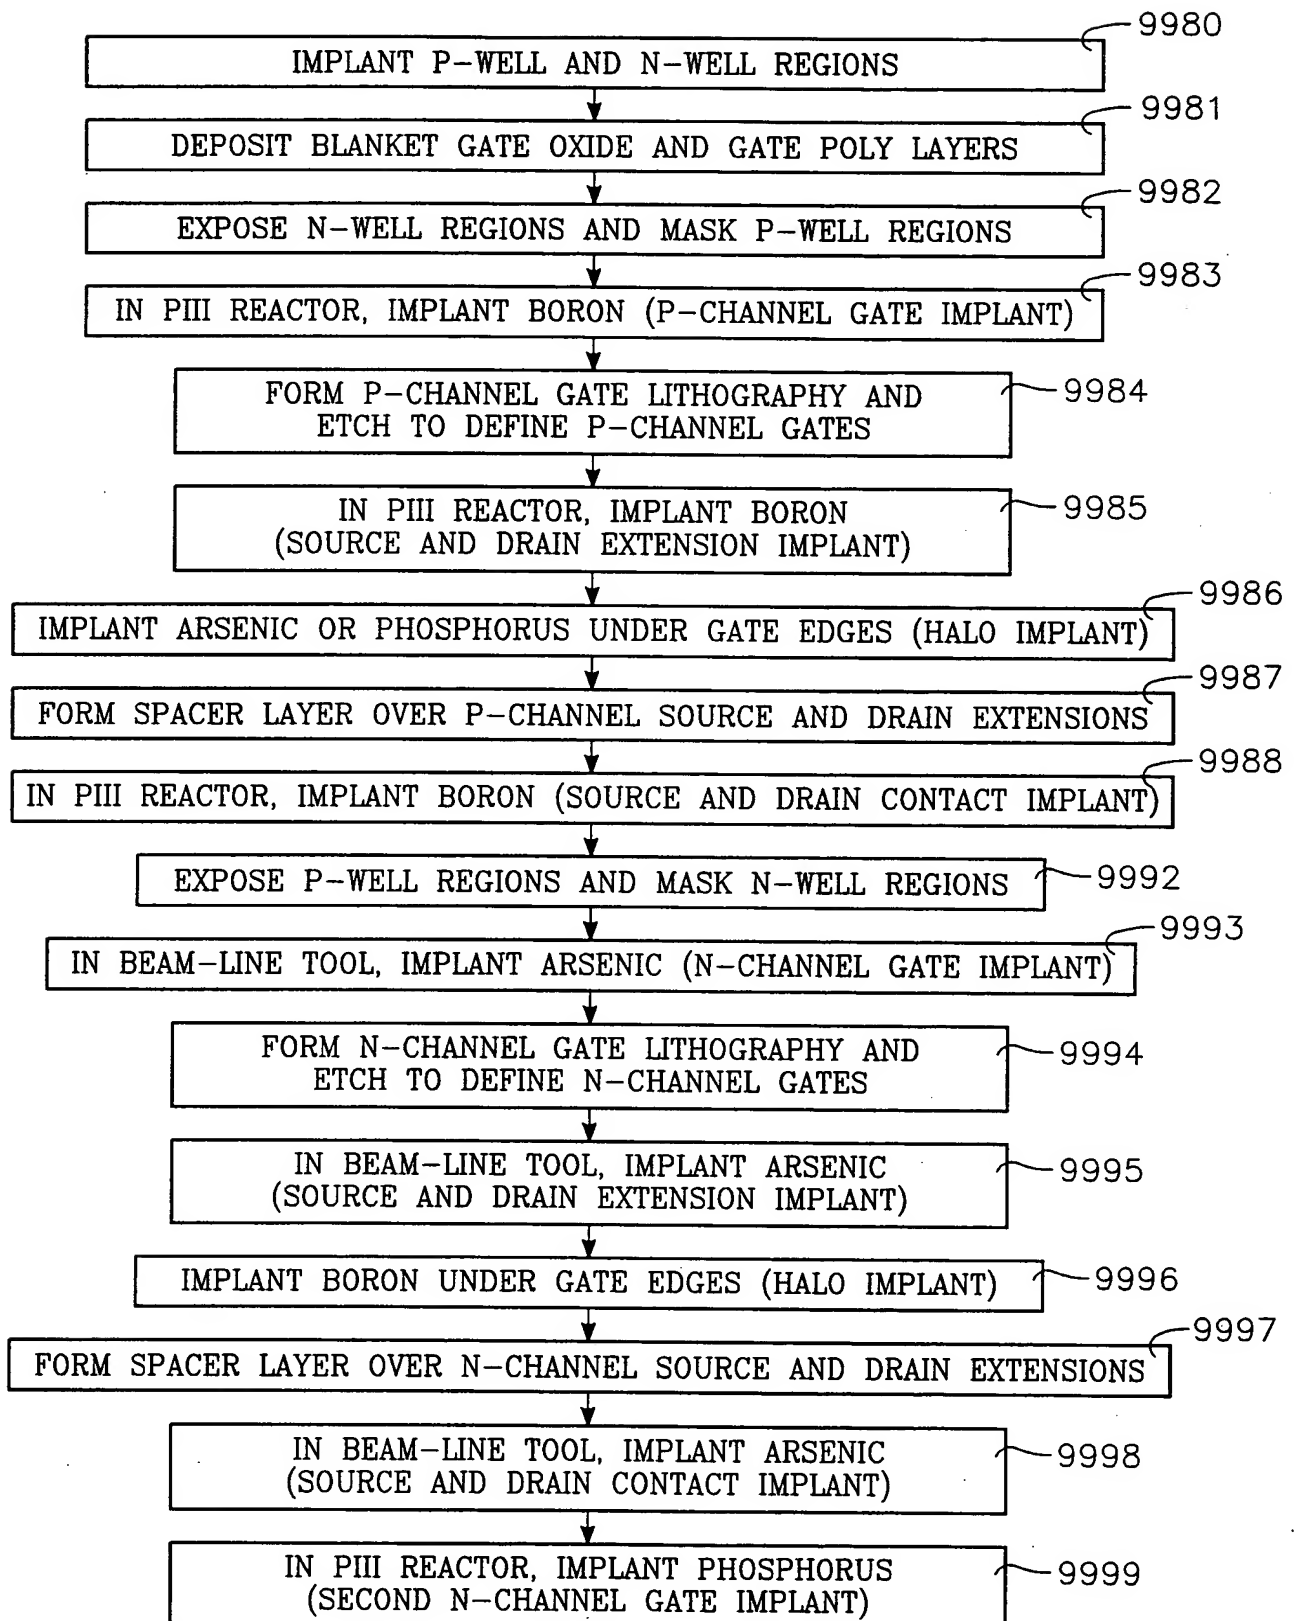 9980
IMPLANT P-WELL AND N-WELL REGIONS
9981
DEPOSIT BLANKET GATE OXIDE AND GATE POLY LAYERS
9982
EXPOSE N-WELL REGIONS AND MASK P-WELL REGIONS
9983
IN PIII REACTOR, IMPLANT BORON (P-CHANNEL GATE IMPLANT)
FORM P-CHANNEL GATE LITHOGRAPHY AND
ETCH TO DEFINE P-CHANNEL GATES
9984
IN PIII REACTOR, IMPLANT BORON
(SOURCE AND DRAIN EXTENSION IMPLANT)
9985
9986
IMPLANT ARSENIC OR PHOSPHORUS UNDER GATE EDGES (HALO IMPLANT)
9987
FORM SPACER LAYER OVER P-CHANNEL SOURCE AND DRAIN EXTENSIONS
9988
IN PIII REACTOR, IMPLANT BORON (SOURCE AND DRAIN CONTACT IMPLANT)
EXPOSE P-WELL REGIONS AND MASK N-WELL REGIONS
9992
9993
IN BEAM-LINE TOOL, IMPLANT ARSENIC (N-CHANNEL GATE IMPLANT)
FORM N-CHANNEL GATE LITHOGRAPHY AND
ETCH TO DEFINE N-CHANNEL GATES
9994
IN BEAM-LINE TOOL, IMPLANT ARSENIC
(SOURCE AND DRAIN EXTENSION IMPLANT)
9995
IMPLANT BORON UNDER GATE EDGES (HALO IMPLANT)
9996
9997
FORM SPACER LAYER OVER N-CHANNEL SOURCE AND DRAIN EXTENSIONS
IN BEAM-LINE TOOL, IMPLANT ARSENIC
(SOURCE AND DRAIN CONTACT IMPLANT)
9998
IN PIII REACTOR, IMPLANT PHOSPHORUS
(SECOND N-CHANNEL GATE IMPLANT)
9999